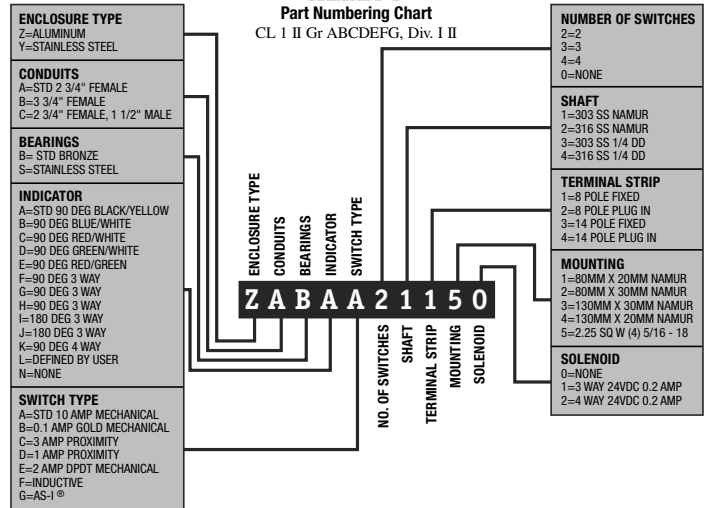 Part Numbering Chart
CL 1 II Gr ABCDEFG, Div. I II
ENCLOSURE TYPE
Z=ALUMINUM
Y=STAINLESS STEEL
CONDUITS
A=STD 2 3/4" FEMALE
B=3 3/4" FEMALE
C=2 3/4" FEMALE, 1 1/2" MALE
BEARINGS
B= STD BRONZE
S=STAINLESS STEEL
INDICATOR
A=STD 90 DEG BLACK/YELLOW
B=90 DEG BLUE/WHITE
C=90 DEG RED/WHITE
D=90 DEG GREEN/WHITE
E=90 DEG RED/GREEN
F=90 DEG 3 WAY
G=90 DEG 3 WAY
H=90 DEG 3 WAY
I=180 DEG 3 WAY
J=180 DEG 3 WAY
K=90 DEG 4 WAY
L=DEFINED BY USER
N=NONE
SWITCH TYPE
A=STD 10 AMP MECHANICAL
B=0.1 AMP GOLD MECHANICAL
C=3 AMP PROXIMITY
D=1 AMP PROXIMITY
E=2 AMP DPDT MECHANICAL
F=INDUCTIVE
G=AS-I ®
ENCLOSURE TYPE
CONDUITS
BEARINGS
INDICATOR
SWITCH TYPE
Z A B A A 2 1 1 5 0
NO. OF SWITCHES
SHAFT
TERMINAL STRIP
MOUNTING
SOLENOID
NUMBER OF SWITCHES
2=2
3=3
4=4
0=NONE
SHAFT
1=303 SS NAMUR
2=316 SS NAMUR
3=303 SS 1/4 DD
4=316 SS 1/4 DD
TERMINAL STRIP
1=8 POLE FIXED
2=8 POLE PLUG IN
3=14 POLE FIXED
4=14 POLE PLUG IN
MOUNTING
1=80MM X 20MM NAMUR
2=80MM X 30MM NAMUR
3=130MM X 30MM NAMUR
4=130MM X 20MM NAMUR
5=2.25 SQ W (4) 5/16 - 18
SOLENOID
0=NONE
1=3 WAY 24VDC 0.2 AMP
2=4 WAY 24VDC 0.2 AMP